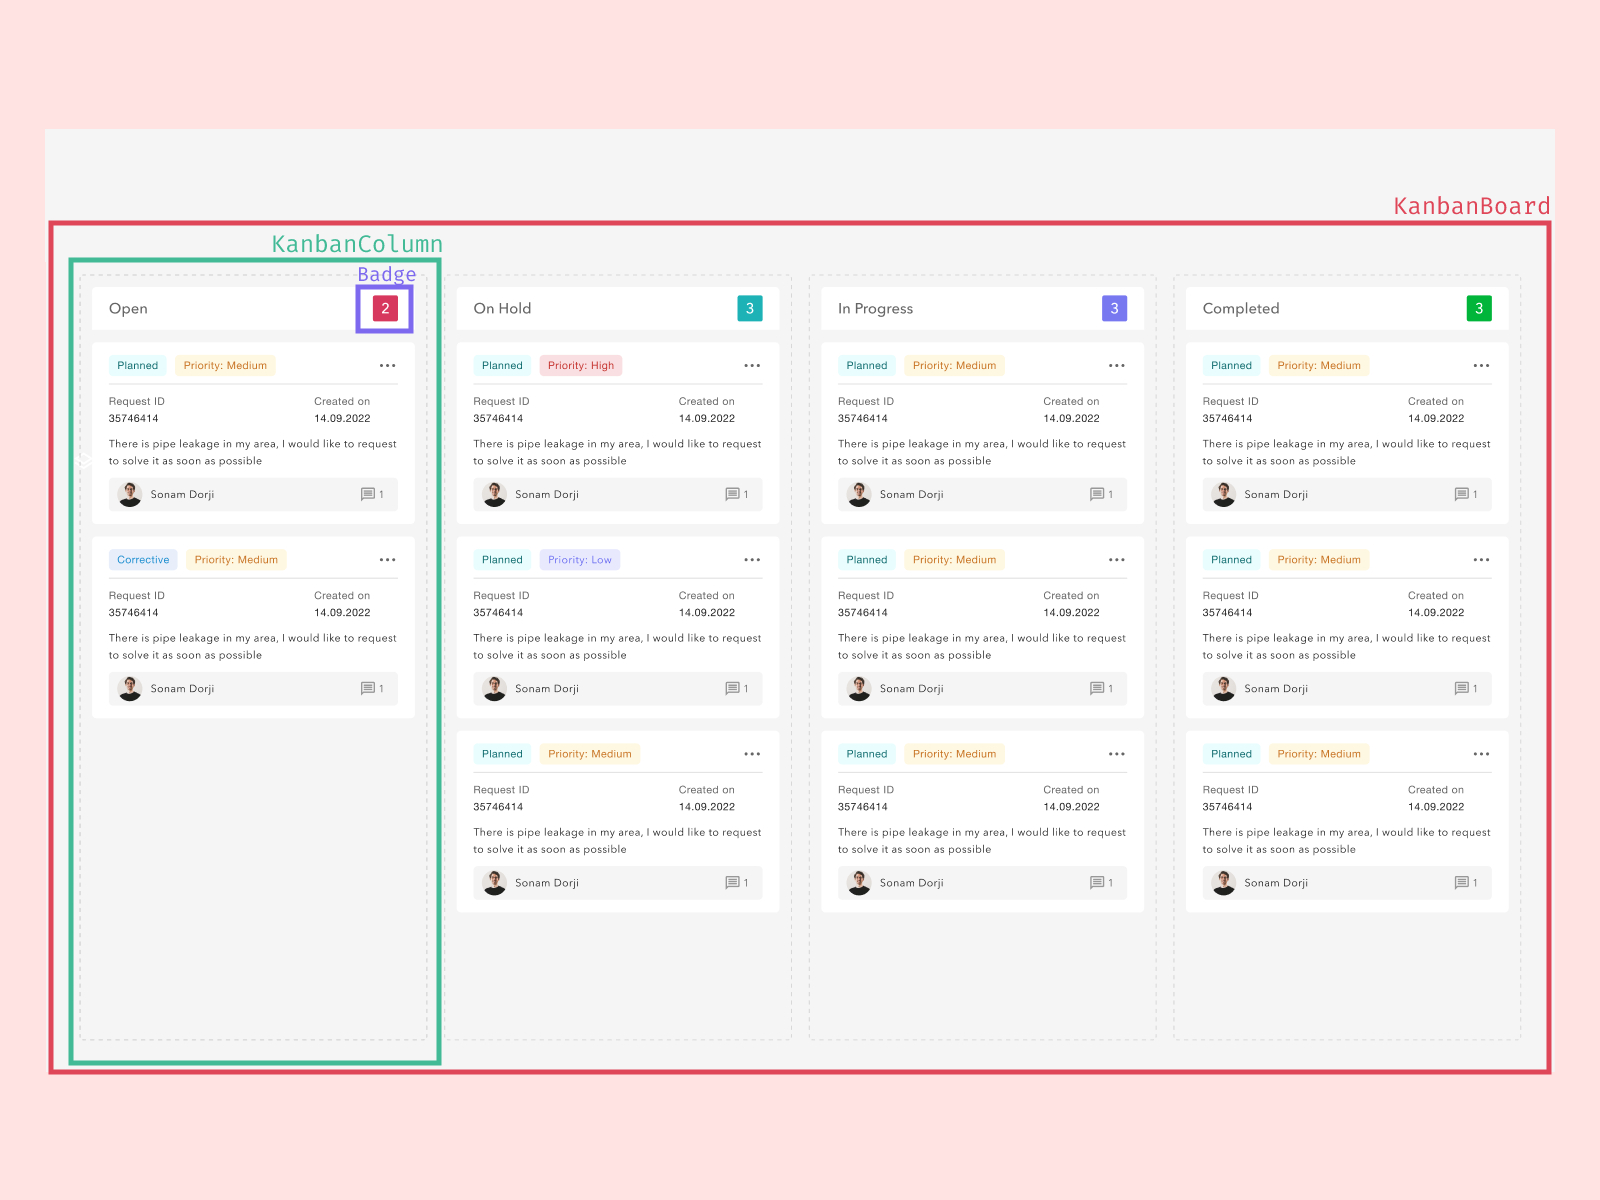 KanbanBoard
KanbanColumn
Badge
Open
2
Planned
Priority: Medium
Request ID
Created on
35746414
14.09.2022
There is pipe leakage in my area, I would like to request
to solve it as soon as possible
Sonam Dorji
1
Corrective
Priority: Medium
Request ID
Created on
35746414
14.09.2022
There is pipe leakage in my area, I would like to request
to solve it as soon as possible
Sonam Dorji
1
On Hold
3
Planned
Priority: High
Request ID
Created on
35746414
14.09.2022
There is pipe leakage in my area, I would like to request
to solve it as soon as possible
Sonam Dorji
1
Planned
Priority: Low
Request ID
Created on
35746414
14.09.2022
There is pipe leakage in my area, I would like to request
to solve it as soon as possible
Sonam Dorji
1
Planned
Priority: Medium
Request ID
Created on
35746414
14.09.2022
There is pipe leakage in my area, I would like to request
to solve it as soon as possible
Sonam Dorji
1
In Progress
3
Planned
Priority: Medium
Request ID
Created on
35746414
14.09.2022
There is pipe leakage in my area, I would like to request
to solve it as soon as possible
Sonam Dorji
1
Planned
Priority: Medium
Request ID
Created on
35746414
14.09.2022
There is pipe leakage in my area, I would like to request
to solve it as soon as possible
Sonam Dorji
1
Planned
Priority: Medium
Request ID
Created on
35746414
14.09.2022
There is pipe leakage in my area, I would like to request
to solve it as soon as possible
Sonam Dorji
1
Completed
3
Planned
Priority: Medium
Request ID
Created on
35746414
14.09.2022
There is pipe leakage in my area, I would like to request
to solve it as soon as possible
Sonam Dorji
1
Planned
Priority: Medium
Request ID
Created on
35746414
14.09.2022
There is pipe leakage in my area, I would like to request
to solve it as soon as possible
Sonam Dorji
1
Planned
Priority: Medium
Request ID
Created on
35746414
14.09.2022
There is pipe leakage in my area, I would like to request
to solve it as soon as possible
Sonam Dorji
1